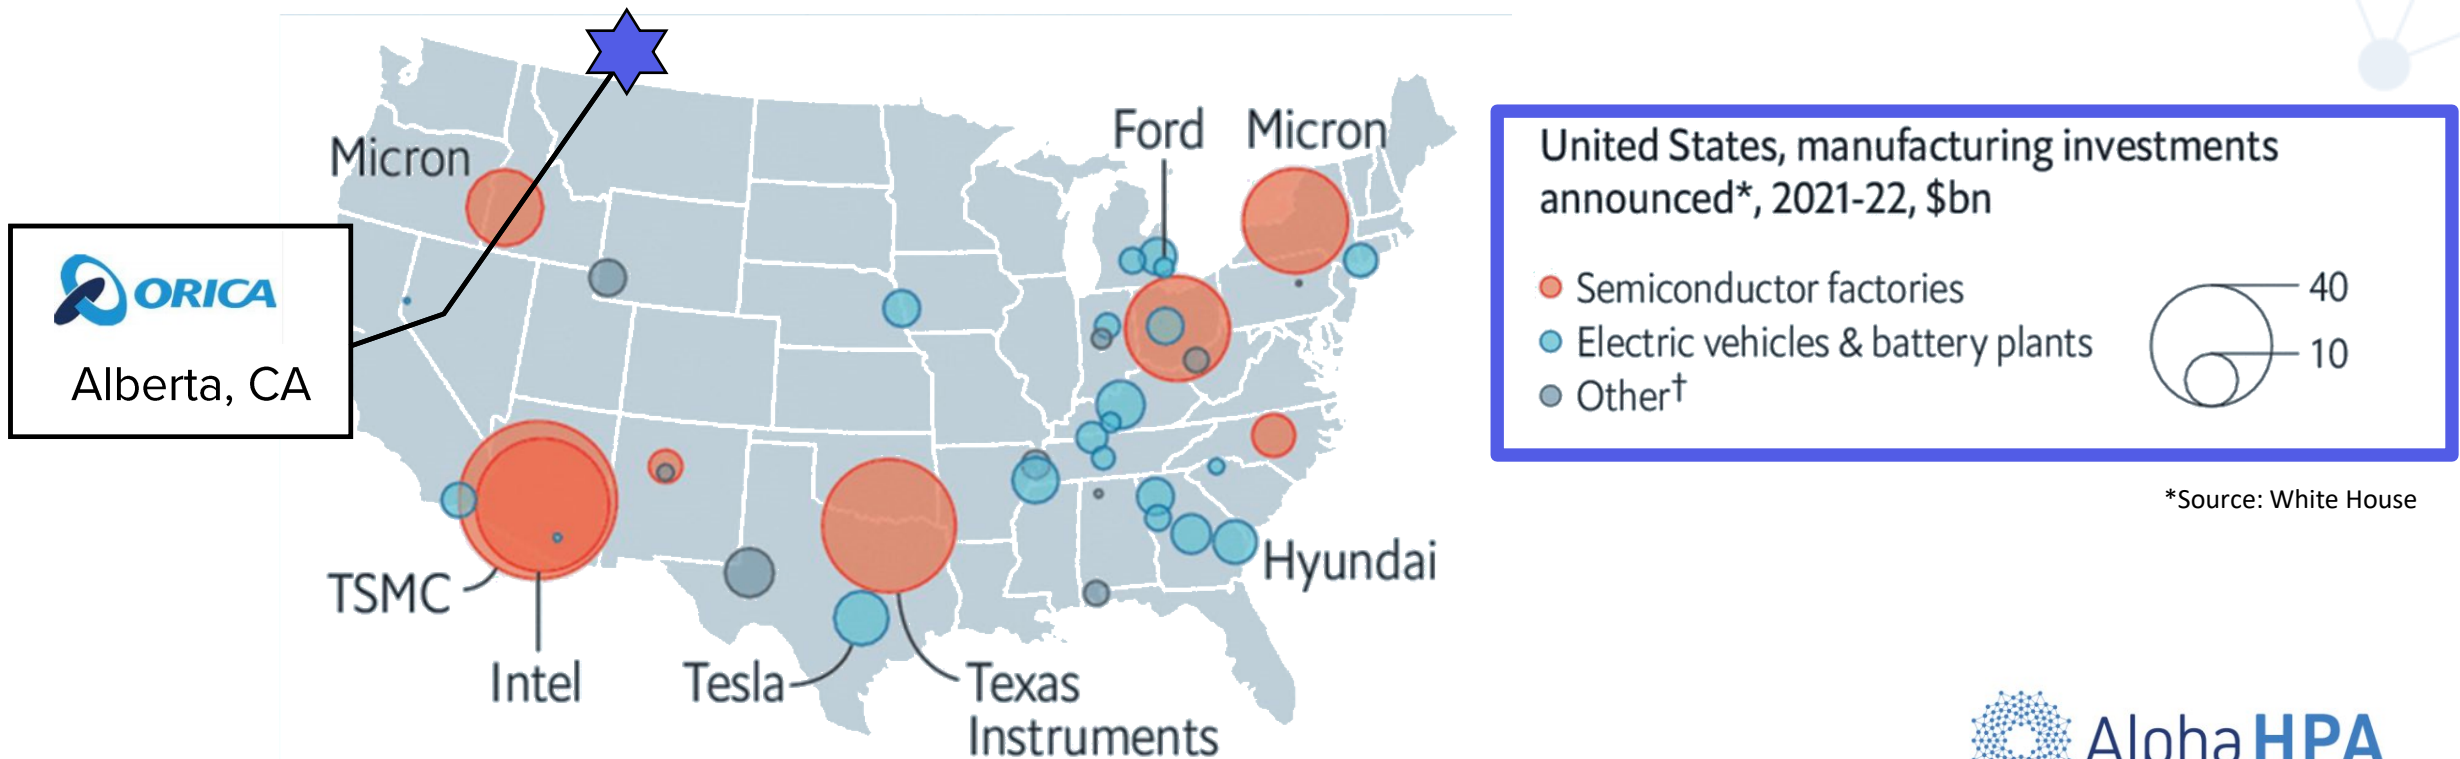 Ford
Micron
Micron
ORICA
Alberta, CA
TSMC
Intel
Tesla
Texas
Instruments
Hyundai
United States, manufacturing investments
announced*, 2021-22, $bn
Semiconductor factories
Electric vehicles & battery plants
Other†
40
10
*Source: White House
Alpha HPA